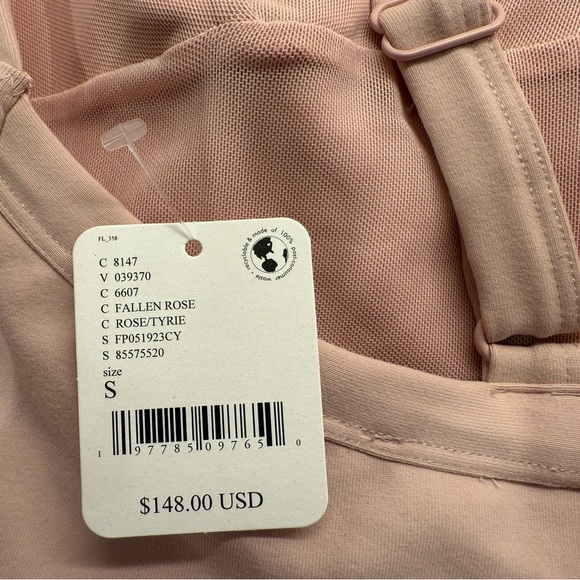 FL_358
recyclable & made of 100% post-consumer waste •
C 8147
V 039370
C 6607
C FALLEN ROSE
C ROSE/TYRIE
S FP051923CY
S 85575520
size
S
1 97785 09765 0
$148.00 USD